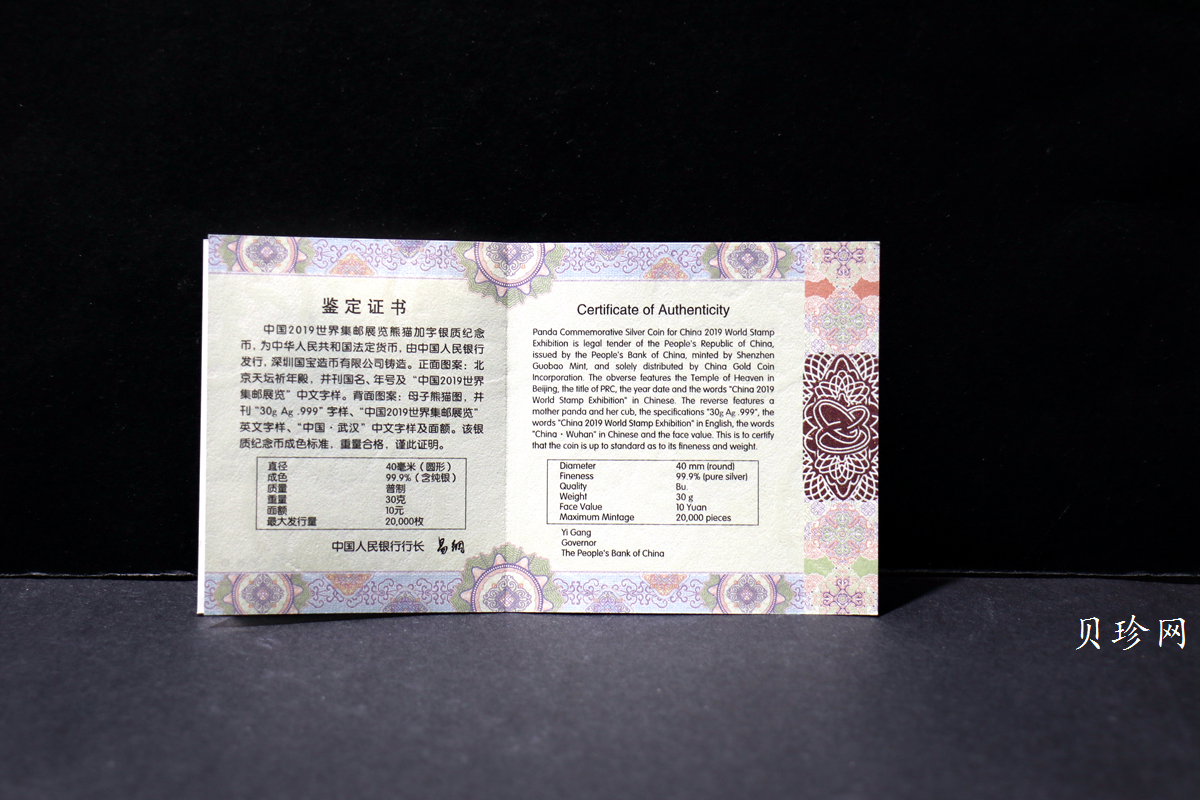 鉴定证书
中国2019世界集邮展览熊猫加字银质纪念
币，为中华人民共和国法定货币，由中国人民银行
发行，深圳国宝造币有限公司铸造。正面图案：北
京天坛祈年殿，并刊国名、年号及“中国2019世界
集邮展览”中文字样。背面图案：母子熊猫图，并
刊“30g Ag .999”字样、“中国2019世界集邮展览”
英文字样、“中国·武汉”中文字样及面额。该银
质纪念币成色标准，重量合格，谨此证明。
直径 40毫米（圆形）
成色 99.9%（含纯银）
质量 普制
重量 30克
面额 10元
最大发行量 20,000枚
中国人民银行行长 易纲
Certificate of Authenticity
Panda Commemorative Silver Coin for China 2019 World Stamp
Exhibition is legal tender of the People's Republic of China,
issued by the People's Bank of China, minted by Shenzhen
Guobao Mint, and solely distributed by China Gold Coin
Incorporation. The obverse features the Temple of Heaven in
Beijing, the title of PRC, the year date and the words "China 2019
World Stamp Exhibition" in Chinese. The reverse features a
mother panda and her cub, the specifications "30g Ag .999", the
words "China 2019 World Stamp Exhibition" in English, the words
"China · Wuhan" in Chinese and the face value. This is to certify
that the coin is up to standard as to its fineness and weight.
Diameter 40 mm (round)
Fineness 99.9% (pure silver)
Quality Bu.
Weight 30 g
Face Value 10 Yuan
Maximum Mintage 20,000 pieces
Yi Gang
Governor
The People's Bank of China
贝珍网